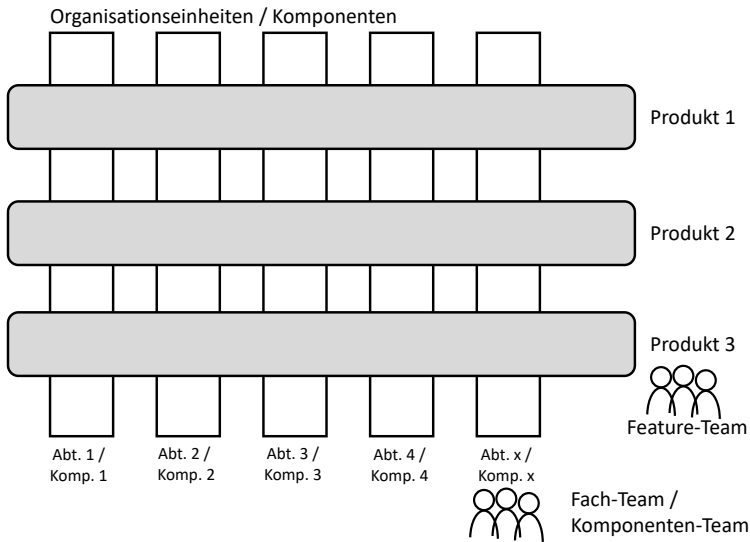 Organisationseinheiten / Komponenten
Produkt 1
Produkt 2
Produkt 3
Feature-Team
Abt. 1 /
Komp. 1
Abt. 2 /
Komp. 2
Abt. 3 /
Komp. 3
Abt. 4 /
Komp. 4
Abt. x /
Komp. x
Fach-Team /
Komponenten-Team